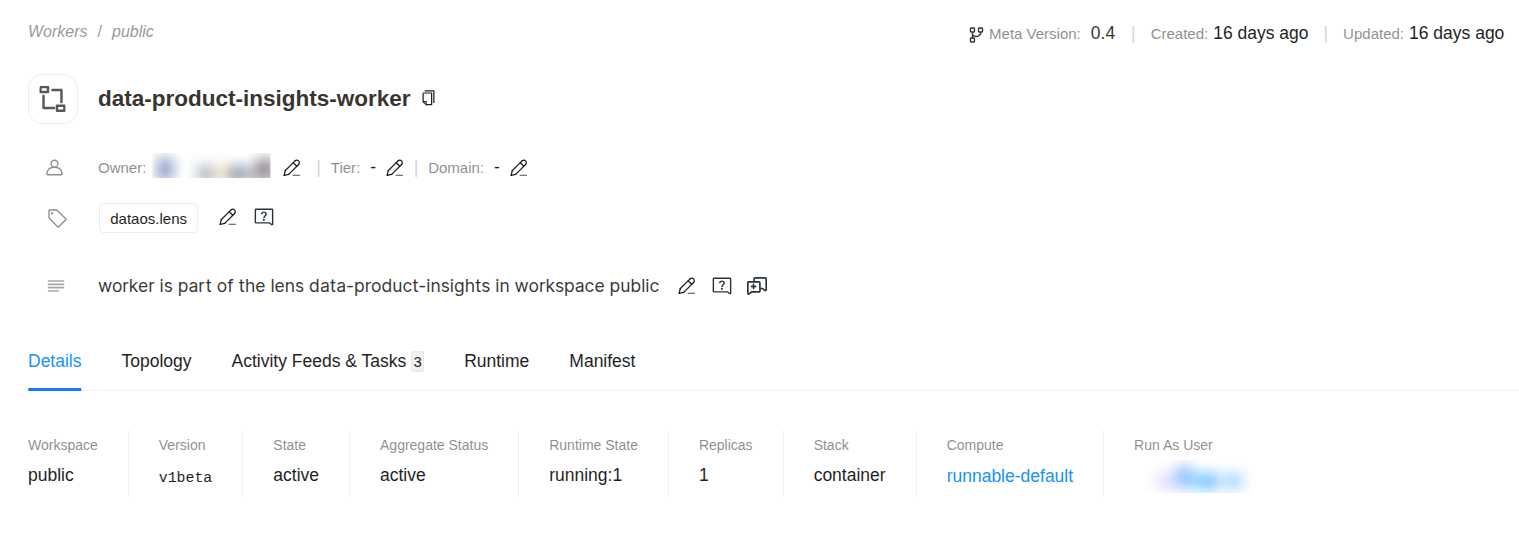 Workers / public
Meta Version: 0.4 | Created: 16 days ago | Updated: 16 days ago
data-product-insights-worker
Owner: | Tier: - | Domain: -
dataos.lens
worker is part of the lens data-product-insights in workspace public
Details Topology Activity Feeds & Tasks 3 Runtime Manifest
Workspace Version State Aggregate Status Runtime State Replicas Stack Compute Run As User
public v1beta active active running:1 1 container runnable-default